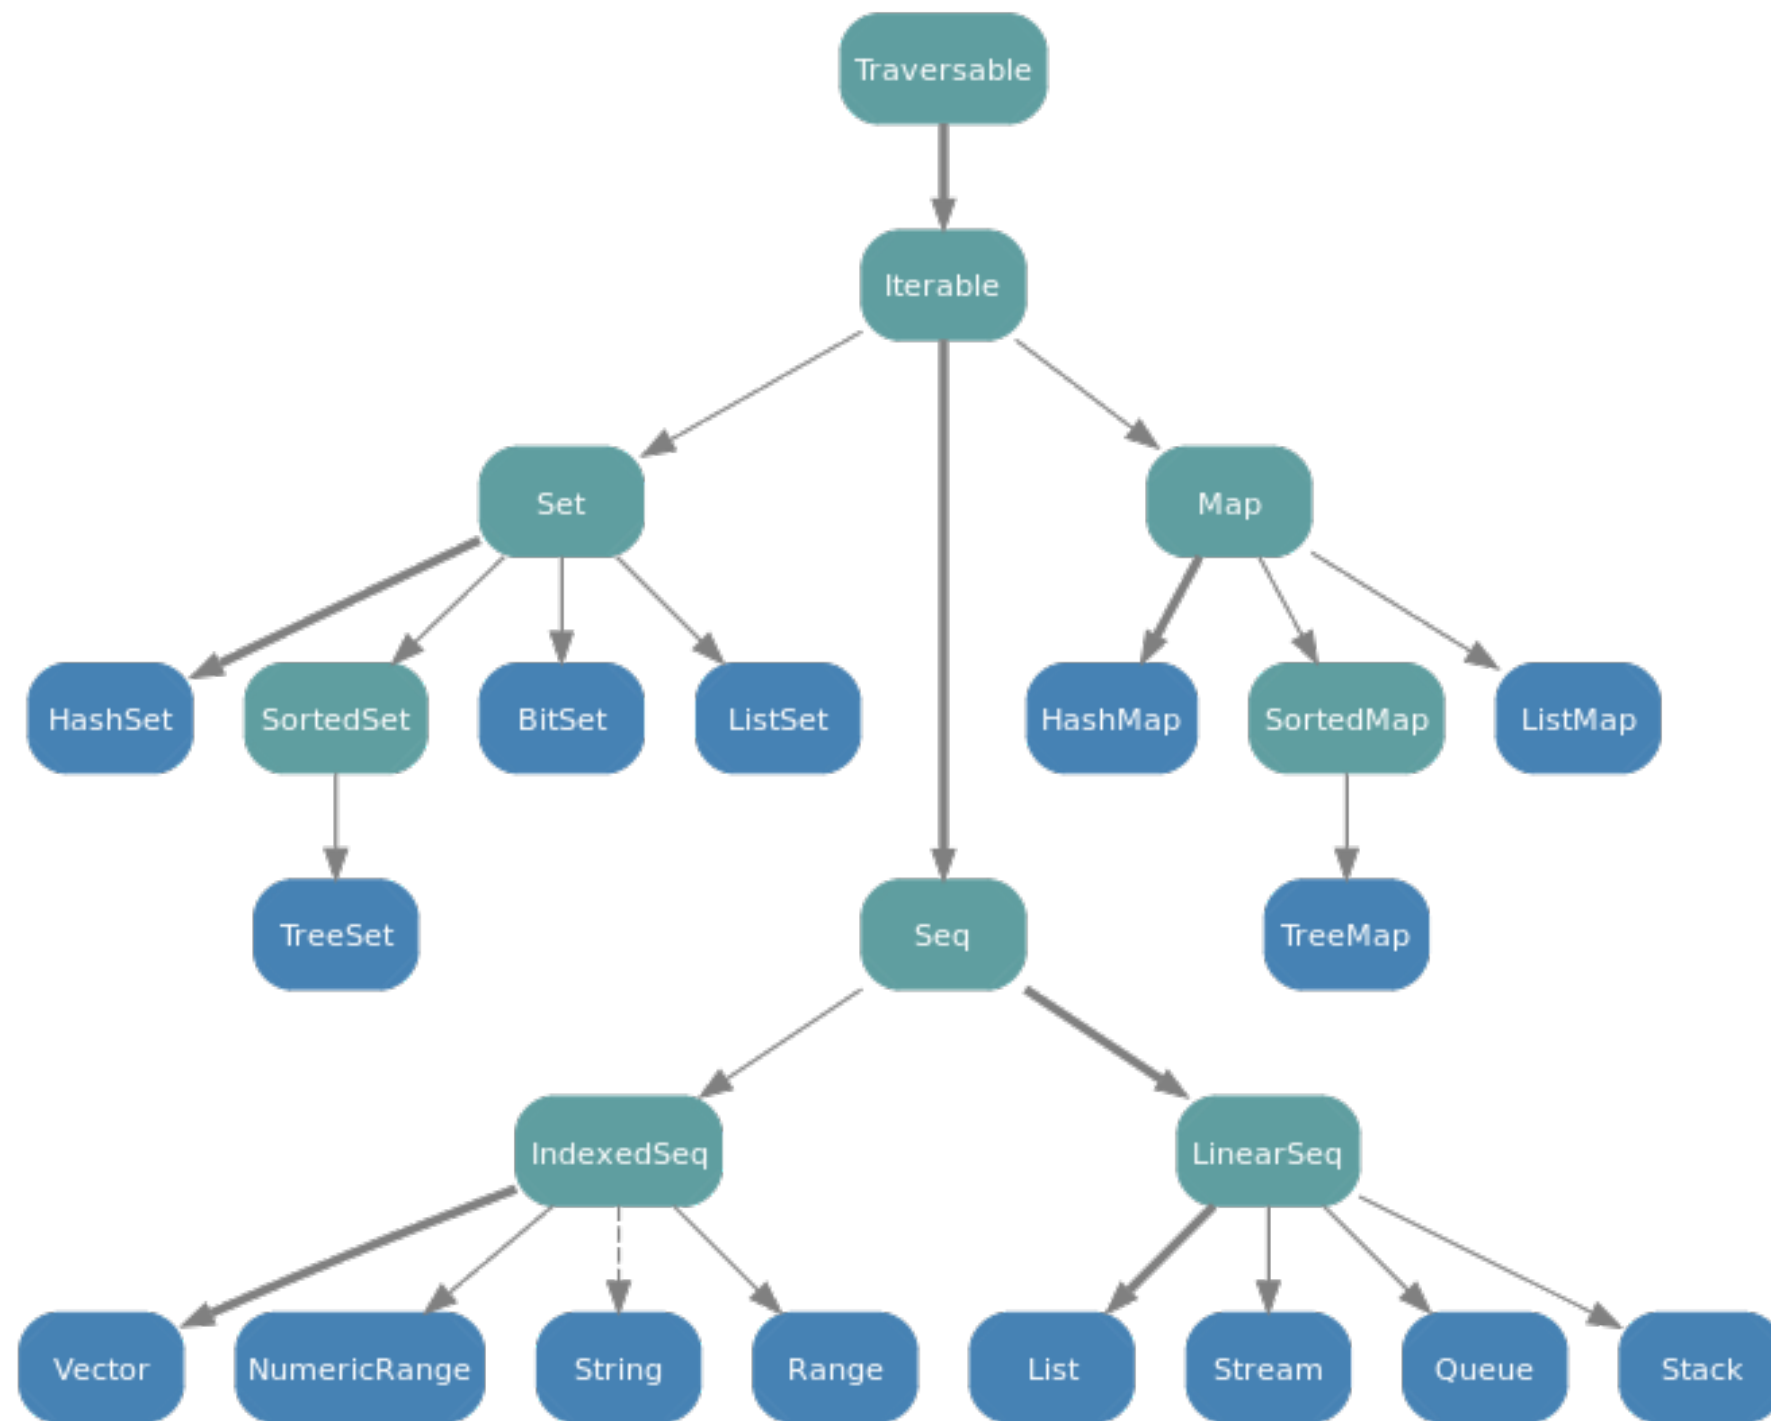 Traversable
Iterable
Set
Map
HashSet
SortedSet
BitSet
ListSet
HashMap
SortedMap
ListMap
TreeSet
Seq
TreeMap
IndexedSeq
LinearSeq
Vector
NumericRange
String
Range
List
Stream
Queue
Stack